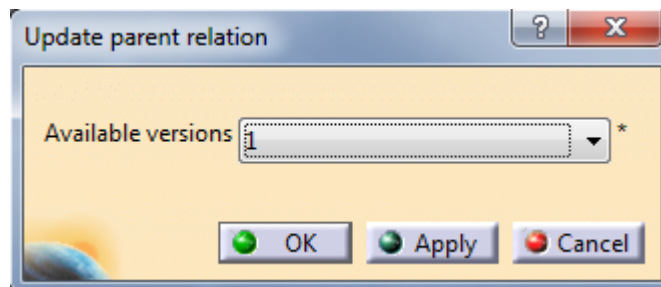 Update parent relation
?
Available versions 1 *
OK Apply Cancel